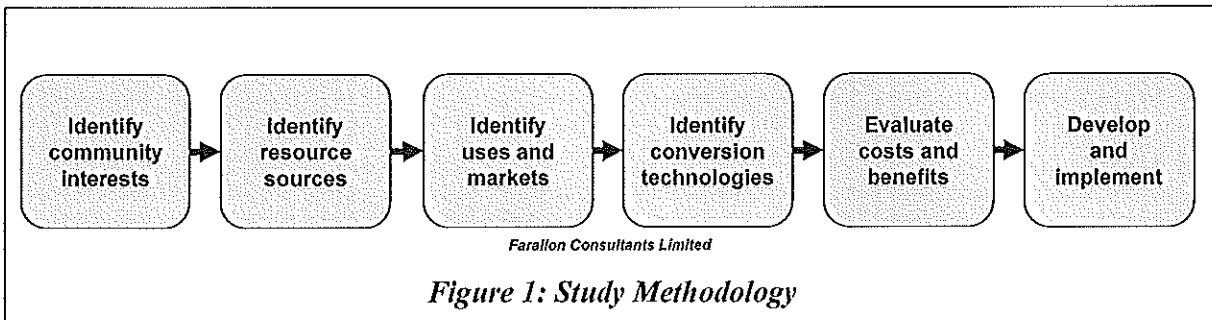 Identify
community
interests
Identify
resource
sources
Identify
uses and
markets
Identify
conversion
technologies
Evaluate
costs and
benefits
Develop
and
implement
Farallon Consultants Limited
Figure 1: Study Methodology